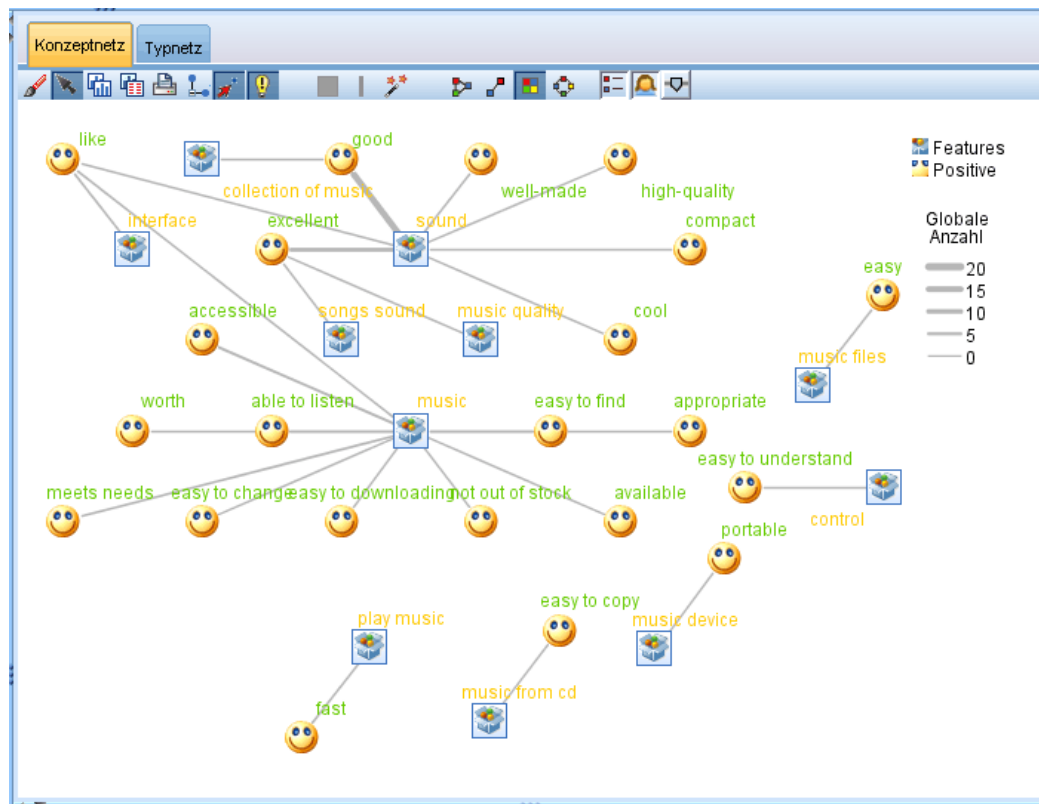 Konzeptnetz
Typnetz
like
good
Features
Positive
collection of music
well-made
high-quality
interface
excellent
sound
compact
Globale
Anzahl
20
15
10
5
0
easy
accessible
songs sound
music quality
cool
music files
worth
able to listen
music
easy to find
appropriate
easy to understand
meets needs
easy to change
easy to downloading
not out of stock
available
control
portable
easy to copy
play music
music device
music from cd
fast